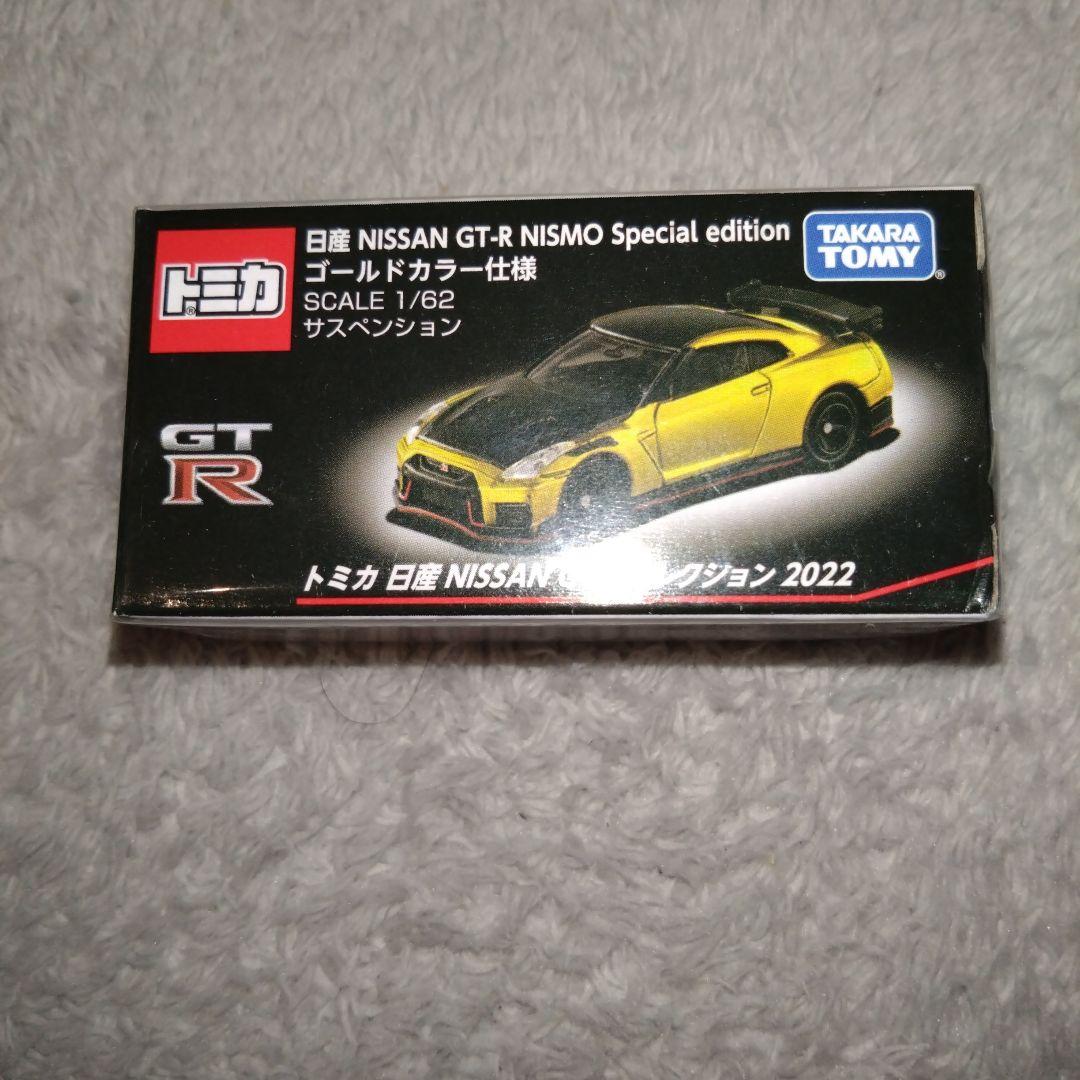 トミカ
日産 NISSAN GT-R NISMO Special edition
ゴールドカラー仕様
SCALE 1/62
サスペンション
TAKARA
TOMY
GT
R
トミカ 日産 NISSAN クション 2022